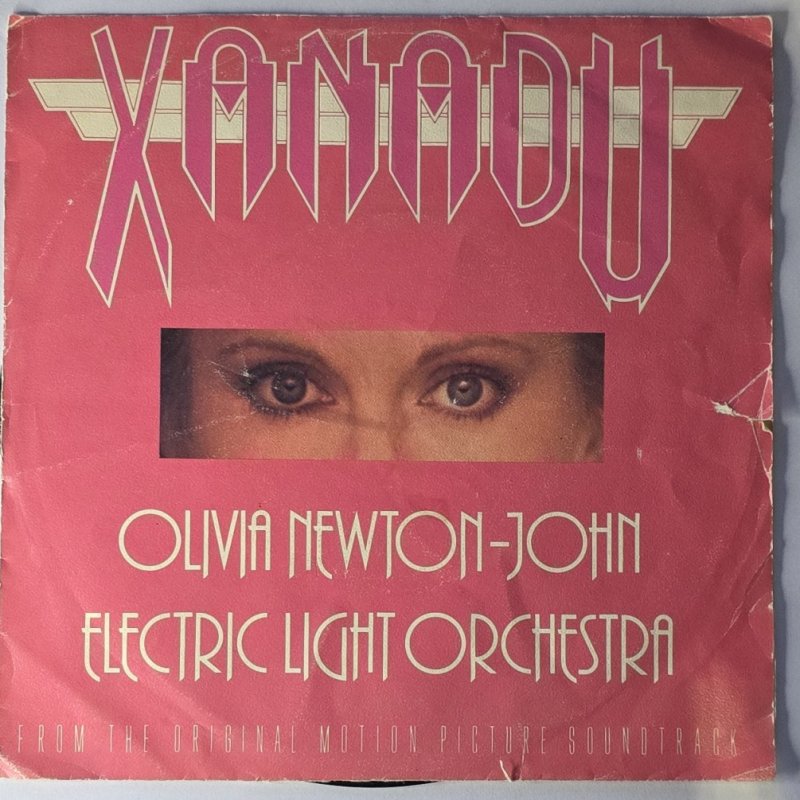 XANADU
OLIVIA NEWTON-JOHN
ELECTRIC LIGHT ORCHESTRA
FROM THE ORIGINAL MOTION PICTURE SOUNDTRACK